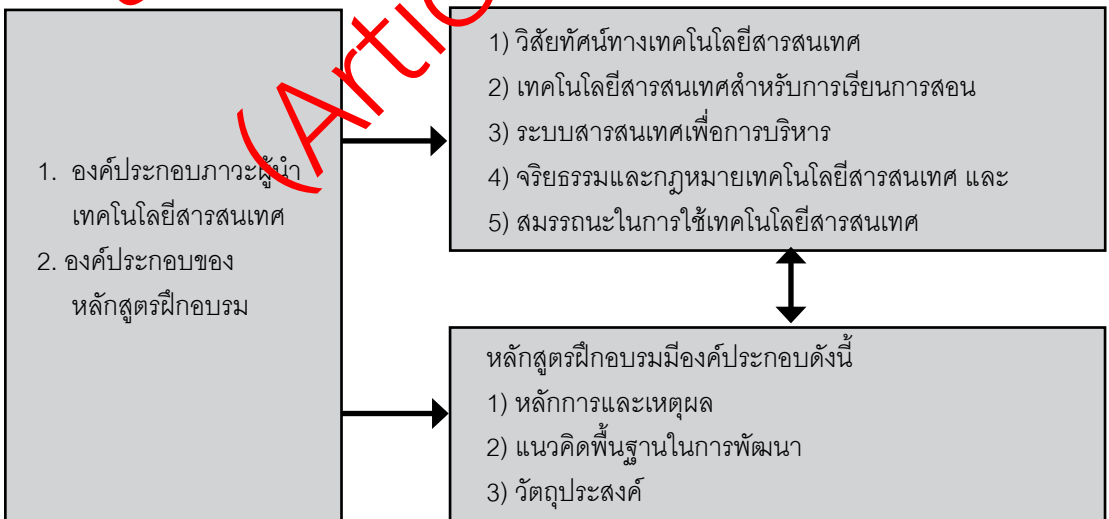 1. องค์ประกอบภาวะผู้นำ
เทคโนโลยีสารสนเทศ
2. องค์ประกอบของ
หลักสูตรฝึกอบรม
1) วิสัยทัศน์ทางเทคโนโลยีสารสนเทศ
2) เทคโนโลยีสารสนเทศสำหรับการเรียนการสอน
3) ระบบสารสนเทศเพื่อการบริหาร
4) จริยธรรมและกฎหมายเทคโนโลยีสารสนเทศ และ
5) สมรรถนะในการใช้เทคโนโลยีสารสนเทศ
หลักสูตรฝึกอบรมมีองค์ประกอบดังนี้
1) หลักการและเหตุผล
2) แนวคิดพื้นฐานในการพัฒนา
3) วัตถุประสงค์